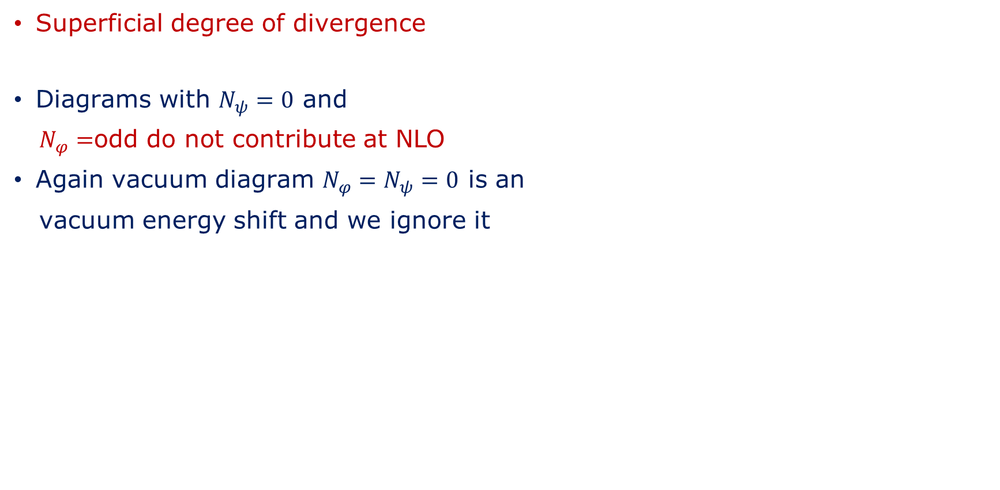 • Superficial degree of divergence
• Diagrams with $N_\psi = 0$ and
$N_\varphi$ =odd do not contribute at NLO
• Again vacuum diagram $N_\varphi = N_\psi = 0$ is an
vacuum energy shift and we ignore it